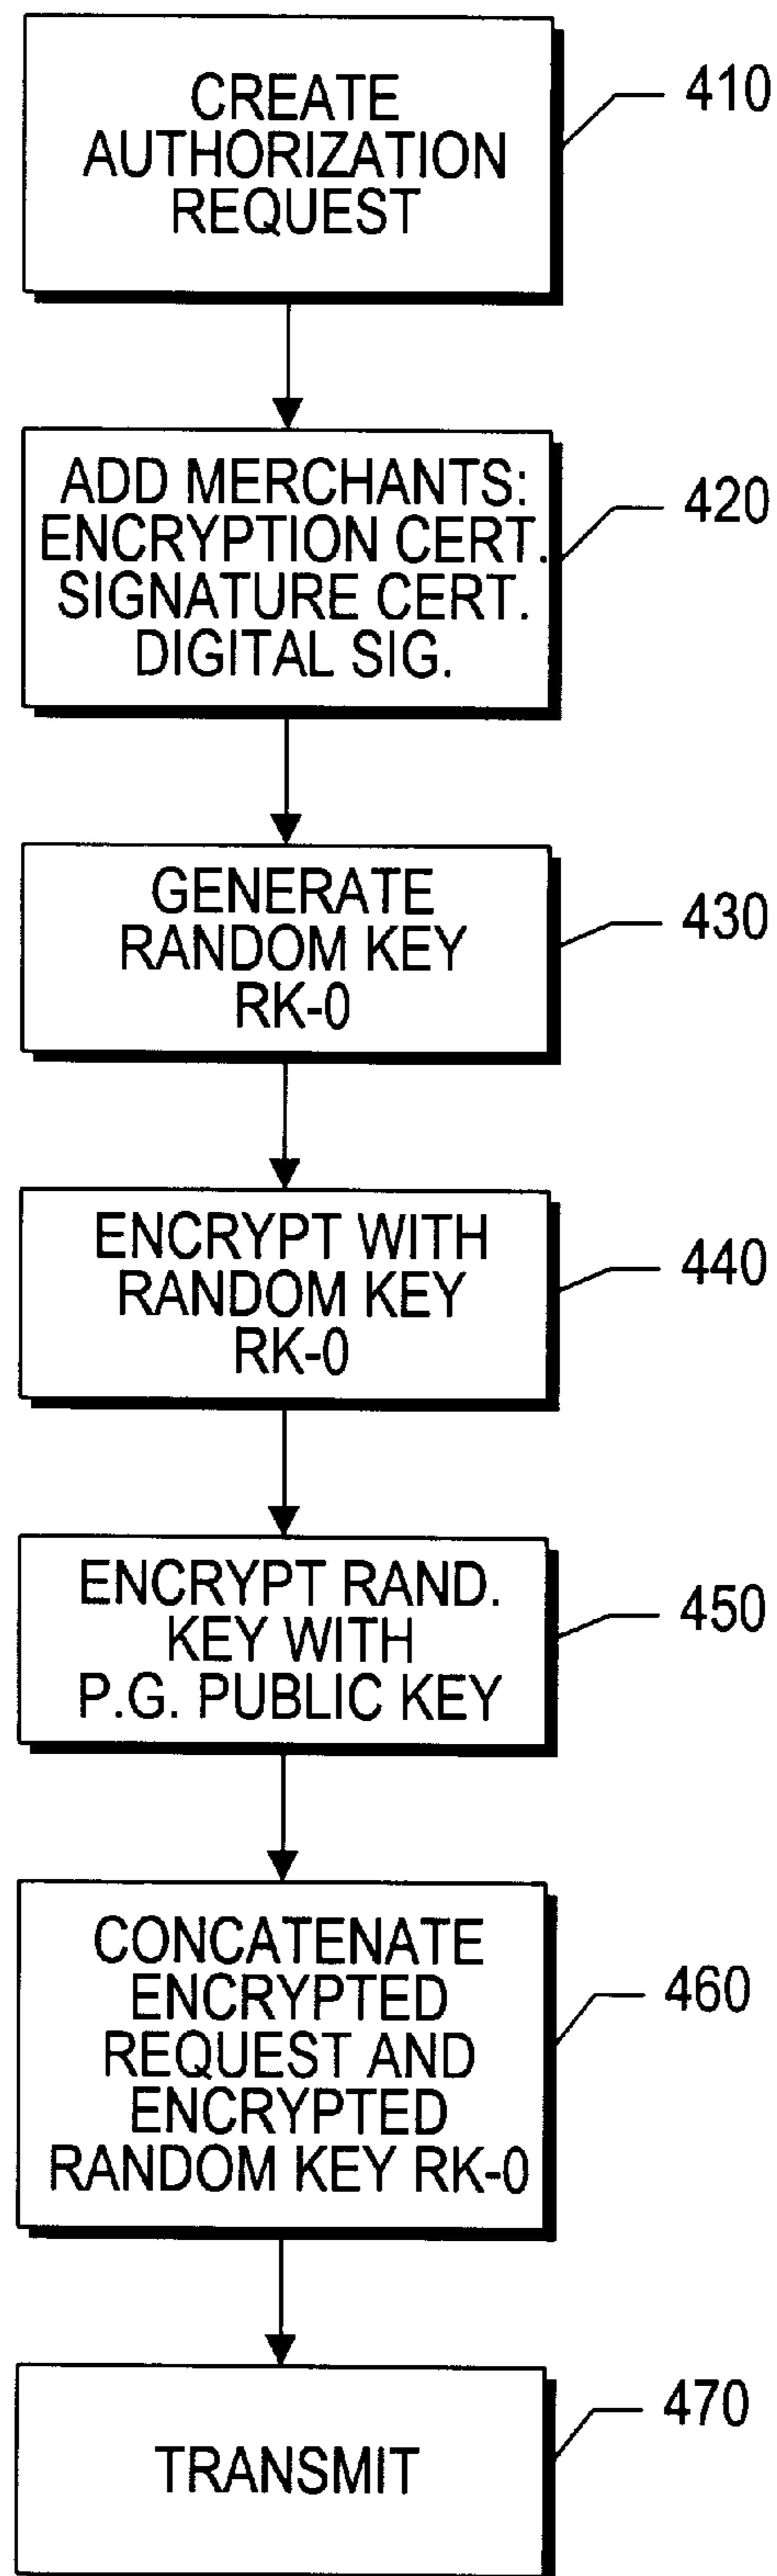 CREATE
AUTHORIZATION
REQUEST
410
ADD MERCHANTS:
ENCRYPTION CERT.
SIGNATURE CERT.
DIGITAL SIG.
420
GENERATE
RANDOM KEY
RK-0
430
ENCRYPT WITH
RANDOM KEY
RK-0
440
ENCRYPT RAND.
KEY WITH
P.G. PUBLIC KEY
450
CONCATENATE
ENCRYPTED
REQUEST AND
ENCRYPTED
RANDOM KEY RK-0
460
TRANSMIT
470